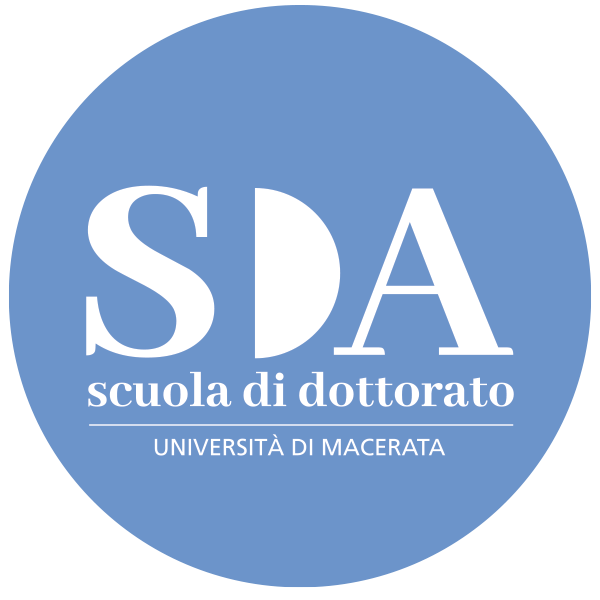 SDA
scuola di dottorato
UNIVERSITÀ DI MACERATA